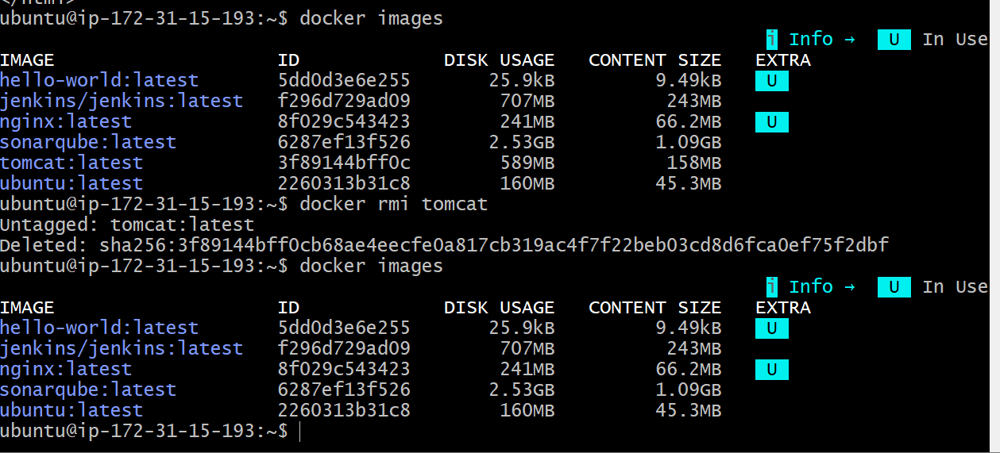 </html>
ubuntu@ip-172-31-15-193:~$ docker images
i Info → U In Use
IMAGE ID DISK USAGE CONTENT SIZE EXTRA
hello-world:latest 5dd0d3e6e255 25.9kB 9.49kB U
jenkins/jenkins:latest f296d729ad09 707MB 243MB
nginx:latest 8f029c543423 241MB 66.2MB U
sonarqube:latest 6287ef13f526 2.53GB 1.09GB
tomcat:latest 3f89144bff0c 589MB 158MB
ubuntu:latest 2260313b31c8 160MB 45.3MB
ubuntu@ip-172-31-15-193:~$ docker rmi tomcat
Untagged: tomcat:latest
Deleted: sha256:3f89144bff0cb68ae4eecfe0a817cb319ac4f7f22beb03cd8d6fca0ef75f2dbf
ubuntu@ip-172-31-15-193:~$ docker images
i Info → U In Use
IMAGE ID DISK USAGE CONTENT SIZE EXTRA
hello-world:latest 5dd0d3e6e255 25.9kB 9.49kB U
jenkins/jenkins:latest f296d729ad09 707MB 243MB
nginx:latest 8f029c543423 241MB 66.2MB U
sonarqube:latest 6287ef13f526 2.53GB 1.09GB
ubuntu:latest 2260313b31c8 160MB 45.3MB
ubuntu@ip-172-31-15-193:~$